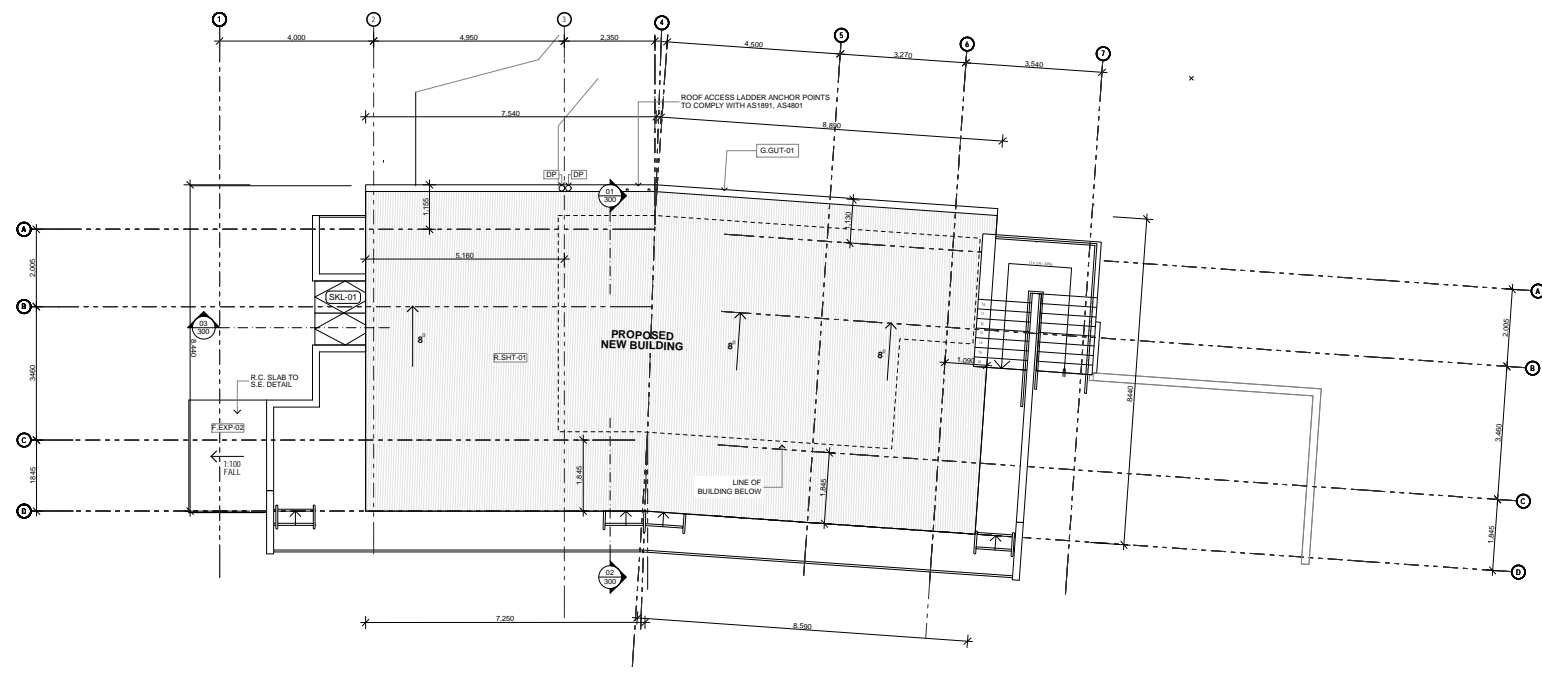 1
2
3
4
5
6
7
4,000
4,950
2,350
4,500
3,270
3,540
ROOF ACCESS LADDER ANCHOR POINTS
TO COMPLY WITH AS1891, AS4801
7,540
8,890
G.GUT-01
DP
DP
01
300
1,155
A
5,160
2,005
SKL-01
B
03
300
8,440
8°
PROPOSED
NEW BUILDING
8°
8°
R.SHT-01
1,090
A
2,005
B
3460
R.C. SLAB TO
S.E. DETAIL
8440
F.EXP-02
C
1:100
FALL
1845
1,845
LINE OF
BUILDING BELOW
1,845
3,460
C
D
1,845
D
02
300
7,250
8,590